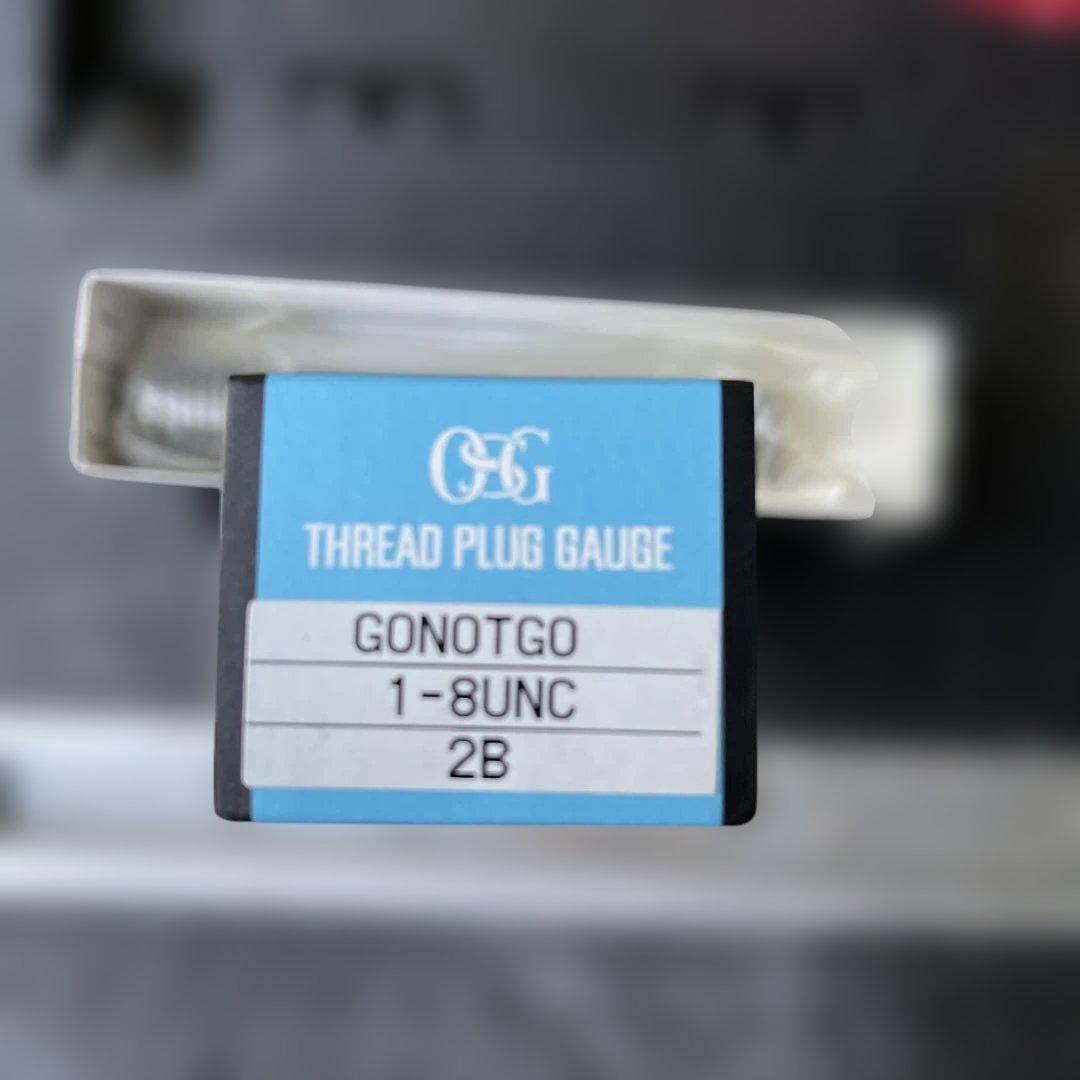 OSG
THREAD PLUG GAUGE
GONOTGO
1-8UNC
2B